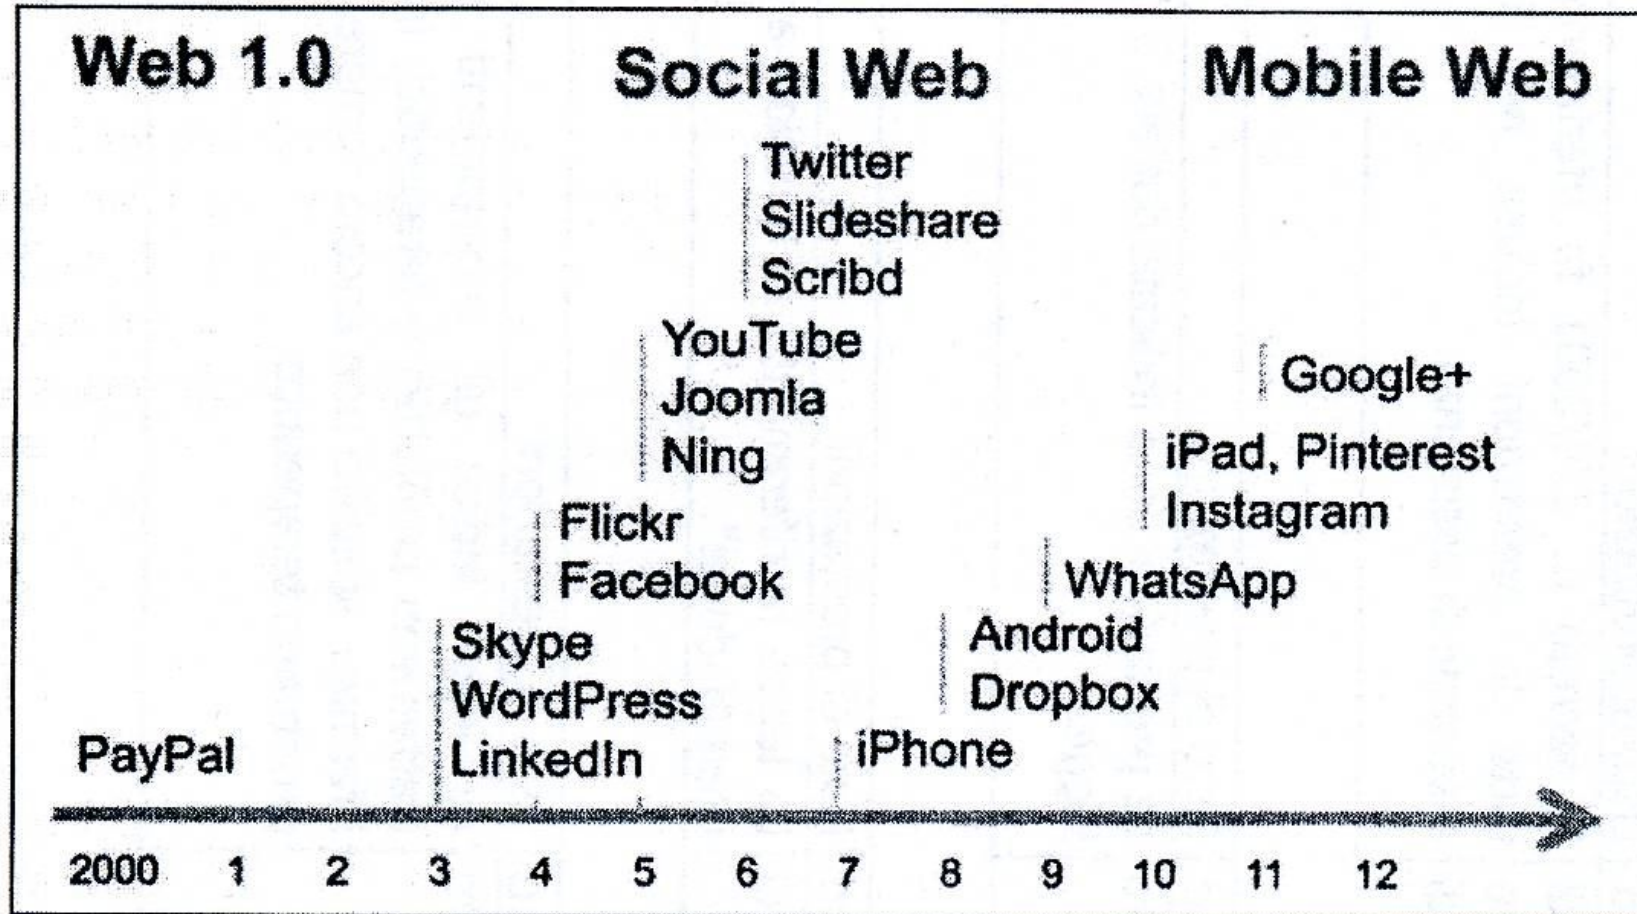 Web 1.0
Social Web
Mobile Web
Twitter
Slideshare
Scribd
YouTube
Joomla
Ning
Google+
iPad, Pinterest
Instagram
Flickr
Facebook
WhatsApp
Skype
WordPress
LinkedIn
Android
Dropbox
PayPal
iPhone
2000 1 2 3 4 5 6 7 8 9 10 11 12